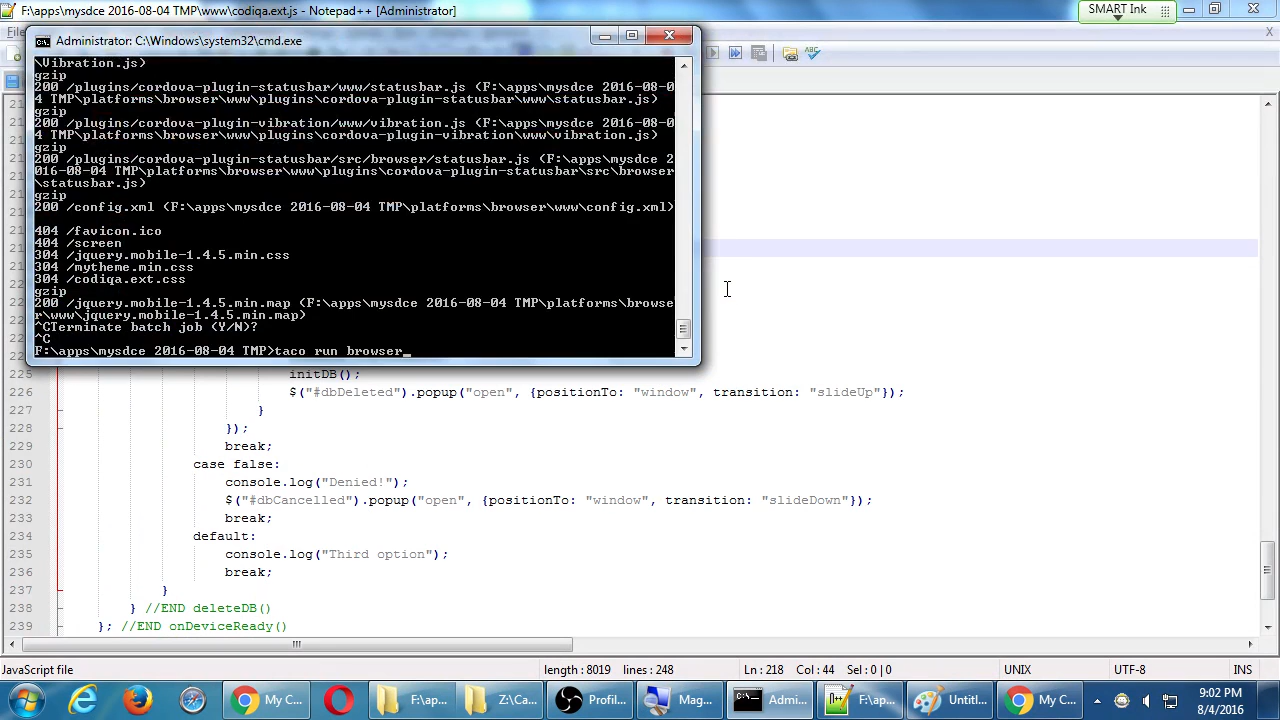 F:\apps\mysdce 2016-08-04 TMP\www\codiqa.ext.js - Notepad++ [Administrator]
SMART Ink
Administrator: C:\Windows\system32\cmd.exe
\Vibration.js)
gzip
200 /plugins/cordova-plugin-statusbar/www/statusbar.js (F:\apps\mysdce 2016-08-0
4 TMP\platforms\browser\www\plugins\cordova-plugin-statusbar\www\statusbar.js)
gzip
200 /plugins/cordova-plugin-vibration/www/vibration.js (F:\apps\mysdce 2016-08-0
4 TMP\platforms\browser\www\plugins\cordova-plugin-vibration\www\vibration.js)
gzip
200 /plugins/cordova-plugin-statusbar/src/browser/statusbar.js (F:\apps\mysdce 2
016-08-04 TMP\platforms\browser\www\plugins\cordova-plugin-statusbar\src\browser
\statusbar.js)
gzip
200 /config.xml (F:\apps\mysdce 2016-08-04 TMP\platforms\browser\www\config.xml)
404 /favicon.ico
404 /screen
304 /jquery.mobile-1.4.5.min.css
304 /mytheme.min.css
304 /codiqa.ext.css
gzip
200 /jquery.mobile-1.4.5.min.map (F:\apps\mysdce 2016-08-04 TMP\platforms\browse
r\www\jquery.mobile-1.4.5.min.map)
^CTerminate batch job (Y/N)?
^C
F:\apps\mysdce 2016-08-04 TMP>taco run browser_
225 initDB();
226 $("#dbDeleted").popup("open", {positionTo: "window", transition: "slideUp"});
227 }
228 });
229 break;
230 case false:
231 console.log("Denied!");
232 $("#dbCancelled").popup("open", {positionTo: "window", transition: "slideDown"});
233 break;
234 default:
235 console.log("Third option");
236 break;
237 }
238 } //END deleteDB()
239 }; //END onDeviceReady()
JavaScript file length : 8019 lines : 248 Ln : 218 Col : 44 Sel : 0 | 0 UNIX UTF-8 INS
My C... F:\ap... Z:\Ca... Profil... Mag... Admi... F:\ap... Untitl... My C... 9:02 PM
8/4/2016